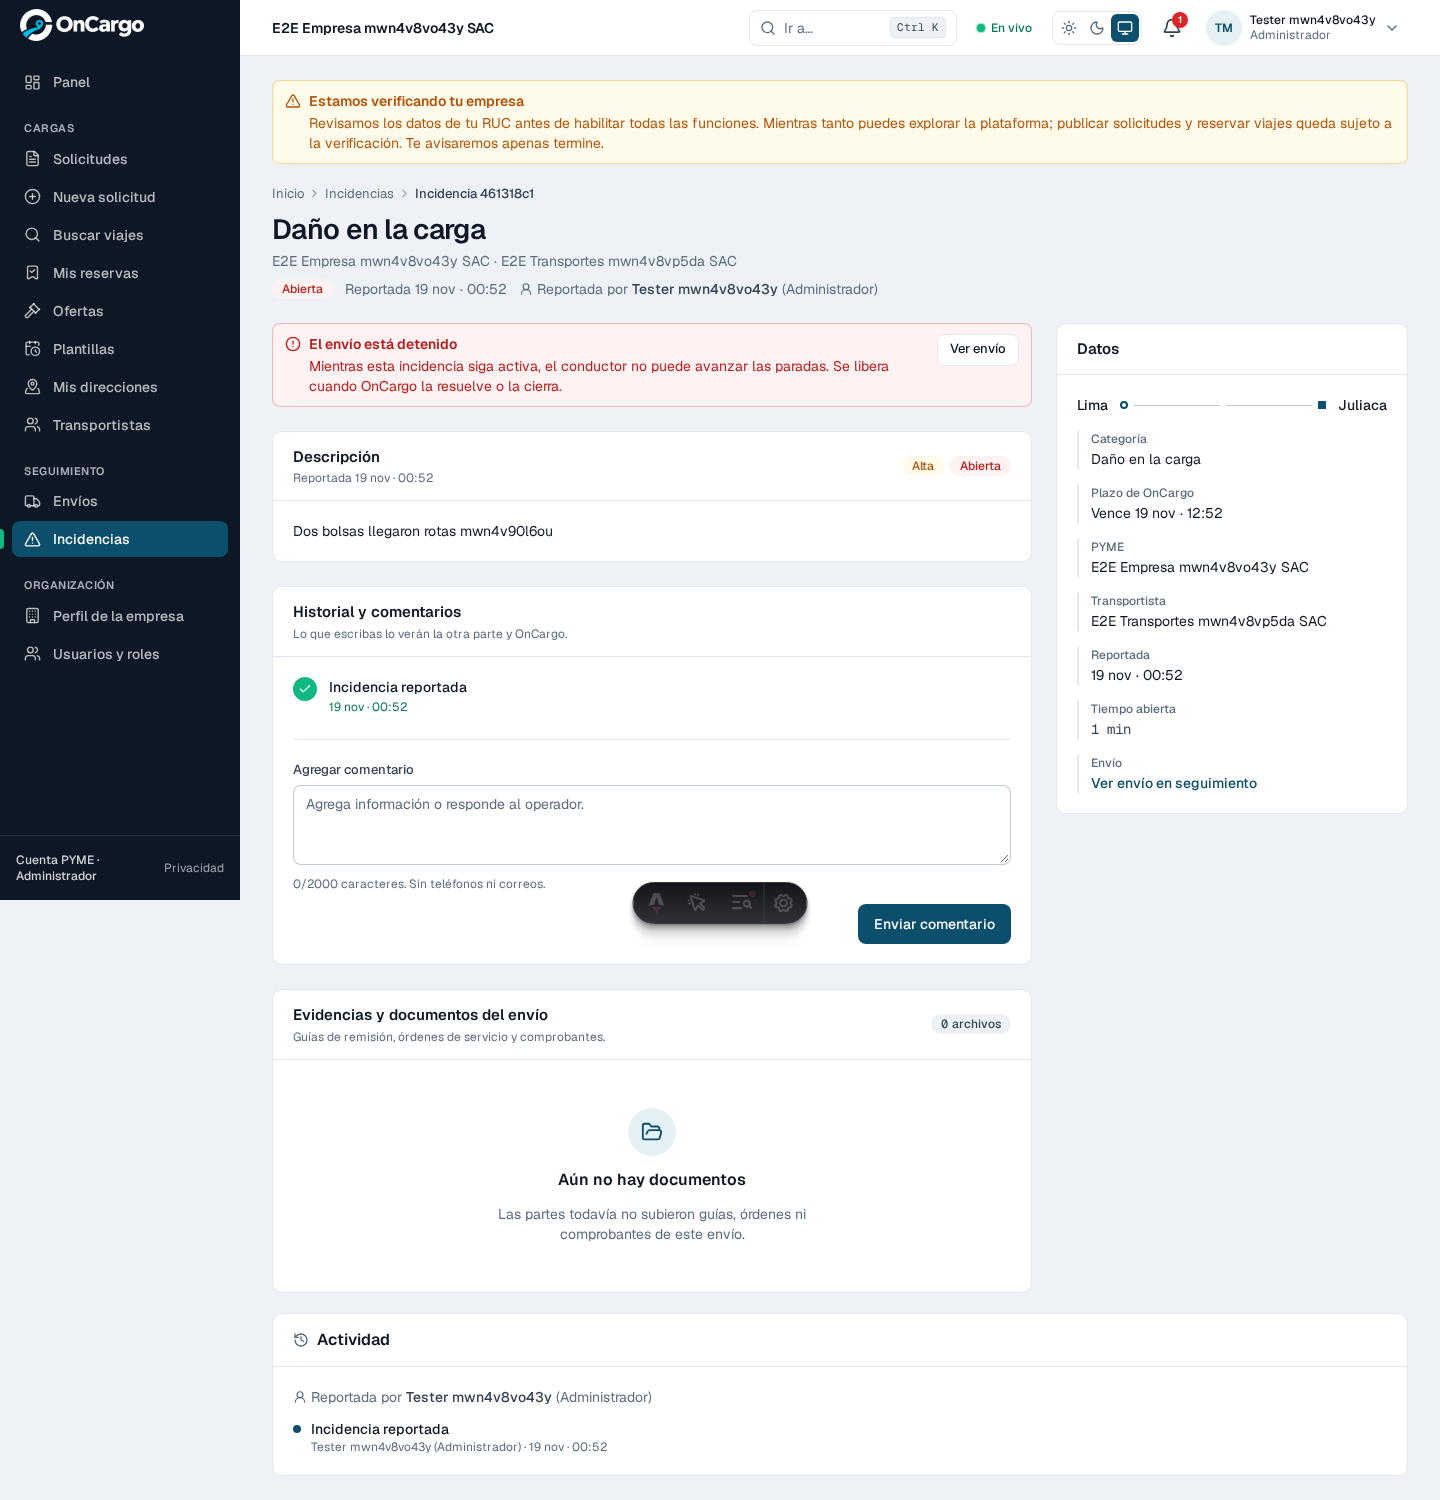 OnCargo
Panel
CARGAS
Solicitudes
Nueva solicitud
Buscar viajes
Mis reservas
Ofertas
Plantillas
Mis direcciones
Transportistas
SEGUIMIENTO
Envíos
Incidencias
ORGANIZACIÓN
Perfil de la empresa
Usuarios y roles
Cuenta PYME ·
Administrador
Privacidad
E2E Empresa mwn4v8vo43y SAC
Ir a...
Ctrl K
En vivo
1
TM
Tester mwn4v8vo43y
Administrador
Estamos verificando tu empresa
Revisamos los datos de tu RUC antes de habilitar todas las funciones. Mientras tanto puedes explorar la plataforma; publicar solicitudes y reservar viajes queda sujeto a
la verificación. Te avisaremos apenas termine.
Inicio > Incidencias > Incidencia 461318c1
Daño en la carga
E2E Empresa mwn4v8vo43y SAC · E2E Transportes mwn4v8vp5da SAC
Abierta Reportada 19 nov · 00:52 Reportada por Tester mwn4v8vo43y (Administrador)
El envío está detenido
Mientras esta incidencia siga activa, el conductor no puede avanzar las paradas. Se libera
cuando OnCargo la resuelve o la cierra.
Ver envío
Descripción
Reportada 19 nov · 00:52
Alta
Abierta
Dos bolsas llegaron rotas mwn4v90l6ou
Historial y comentarios
Lo que escribas lo verán la otra parte y OnCargo.
Incidencia reportada
19 nov · 00:52
Agregar comentario
Agrega información o responde al operador.
0/2000 caracteres. Sin teléfonos ni correos.
Enviar comentario
Evidencias y documentos del envío
Guías de remisión, órdenes de servicio y comprobantes.
0 archivos
Aún no hay documentos
Las partes todavía no subieron guías, órdenes ni
comprobantes de este envío.
Datos
Lima
Juliaca
Categoría
Daño en la carga
Plazo de OnCargo
Vence 19 nov · 12:52
PYME
E2E Empresa mwn4v8vo43y SAC
Transportista
E2E Transportes mwn4v8vp5da SAC
Reportada
19 nov · 00:52
Tiempo abierta
1 min
Envío
Ver envío en seguimiento
Actividad
Reportada por Tester mwn4v8vo43y (Administrador)
Incidencia reportada
Tester mwn4v8vo43y (Administrador) · 19 nov · 00:52